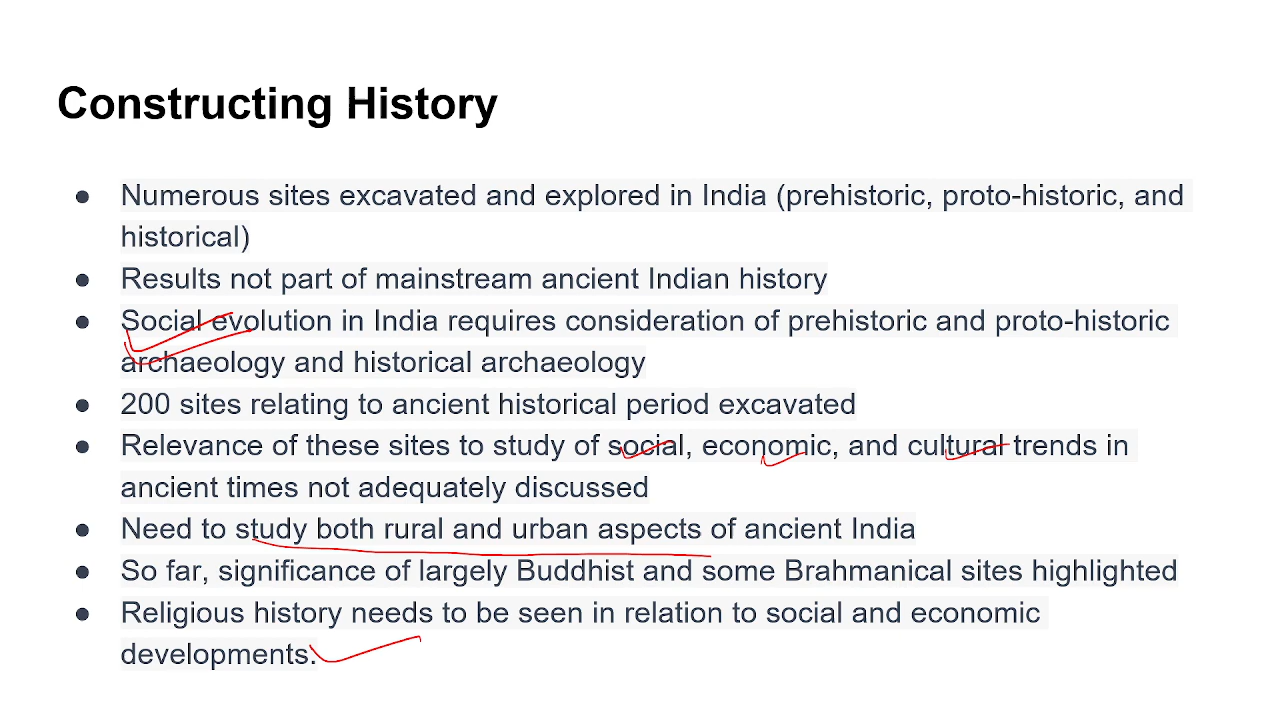 Constructing History
● Numerous sites excavated and explored in India (prehistoric, proto-historic, and
historical)
● Results not part of mainstream ancient Indian history
● Social evolution in India requires consideration of prehistoric and proto-historic
archaeology and historical archaeology
● 200 sites relating to ancient historical period excavated
● Relevance of these sites to study of social, economic, and cultural trends in
ancient times not adequately discussed
● Need to study both rural and urban aspects of ancient India
● So far, significance of largely Buddhist and some Brahmanical sites highlighted
● Religious history needs to be seen in relation to social and economic
developments.